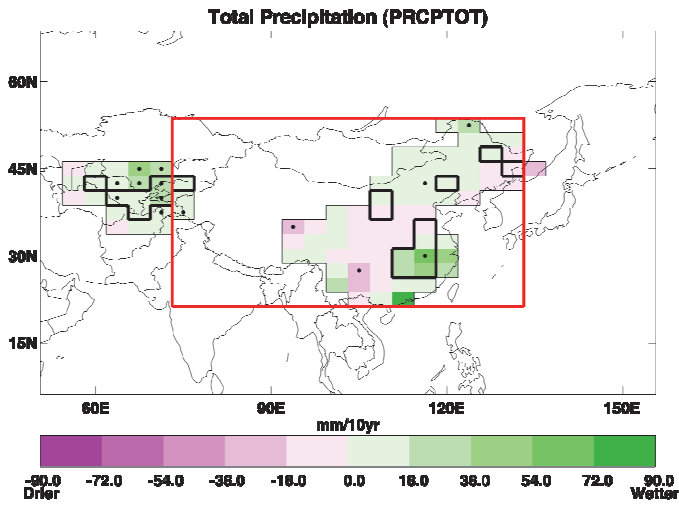 Total Precipitation (PRCPTOT)
60N
45N
30N
15N
60E 90E 120E 150E
mm/10yr
-90.0 -72.0 -54.0 -36.0 -18.0 0.0 18.0 36.0 54.0 72.0 90.0
Drier Wetter